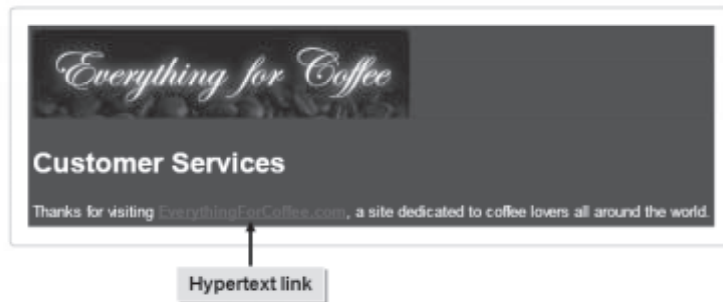 Everything for Coffee
Customer Services
Thanks for visiting EverythingForCoffee.com, a site dedicated to coffee lovers all around the world.
Hypertext link